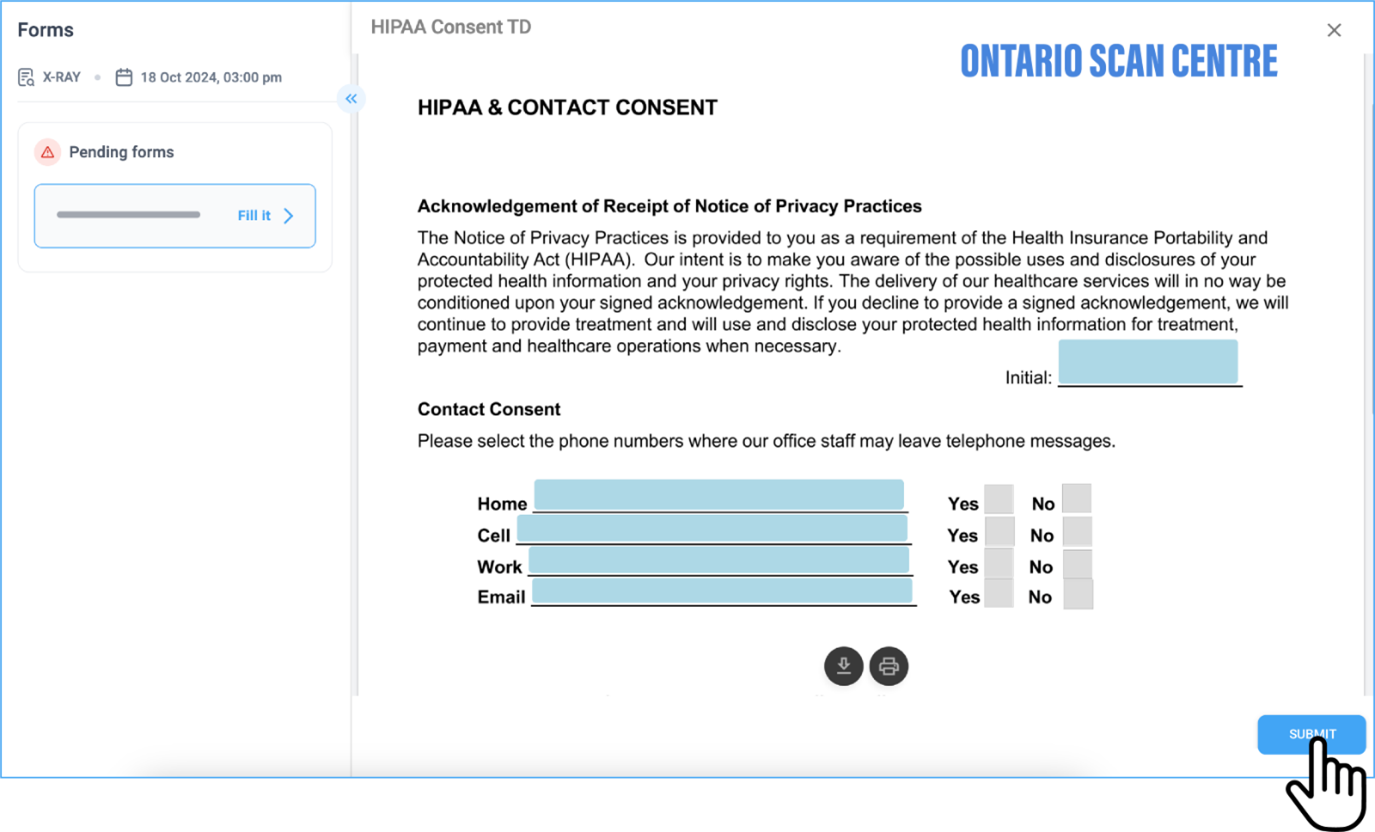 Forms
HIPAA Consent TD
ONTARIO SCAN CENTRE
X-RAY
18 Oct 2024, 03:00 pm
Pending forms
Fill it
HIPAA & CONTACT CONSENT
Acknowledgement of Receipt of Notice of Privacy Practices
The Notice of Privacy Practices is provided to you as a requirement of the Health Insurance Portability and
Accountability Act (HIPAA). Our intent is to make you aware of the possible uses and disclosures of your
protected health information and your privacy rights. The delivery of our healthcare services will in no way be
conditioned upon your signed acknowledgement. If you decline to provide a signed acknowledgement, we will
continue to provide treatment and will use and disclose your protected health information for treatment,
payment and healthcare operations when necessary.
Initial:
Contact Consent
Please select the phone numbers where our office staff may leave telephone messages.
Home Yes No
Cell Yes No
Work Yes No
Email Yes No
SUBMIT